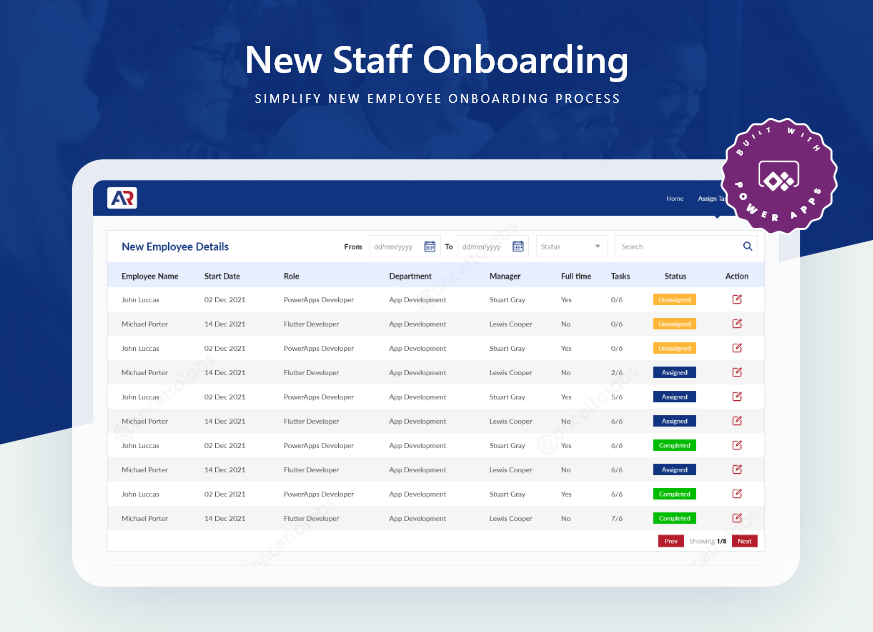 New Staff Onboarding
SIMPLIFY NEW EMPLOYEE ONBOARDING PROCESS
BUILT WITH
POWER APPS
AR
Home Assign
New Employee Details From dd/mm/yyyy To dd/mm/yyyy Status Search
Employee Name Start Date Role Department Manager Full time Tasks Status Action
John Luccas 02 Dec 2021 PowerApps Developer App Development Stuart Gray Yes 0/6 Unassigned
Michael Porter 14 Dec 2021 Flutter Developer App Development Lewis Cooper No 0/6 Unassigned
John Luccas 02 Dec 2021 PowerApps Developer App Development Stuart Gray Yes 0/6 Unassigned
Michael Porter 14 Dec 2021 Flutter Developer App Development Lewis Cooper No 2/6 Assigned
John Luccas 02 Dec 2021 PowerApps Developer App Development Stuart Gray Yes 5/6 Assigned
Michael Porter 14 Dec 2021 Flutter Developer App Development Lewis Cooper No 6/6 Assigned
John Luccas 02 Dec 2021 PowerApps Developer App Development Stuart Gray Yes 6/6 Completed
Michael Porter 14 Dec 2021 Flutter Developer App Development Lewis Cooper No 6/6 Assigned
John Luccas 02 Dec 2021 PowerApps Developer App Development Stuart Gray Yes 6/6 Completed
Michael Porter 14 Dec 2021 Flutter Developer App Development Lewis Cooper No 7/6 Completed
Prev Showing 1/8 Next
@concettolabs
@concettolabs
@concettolabs